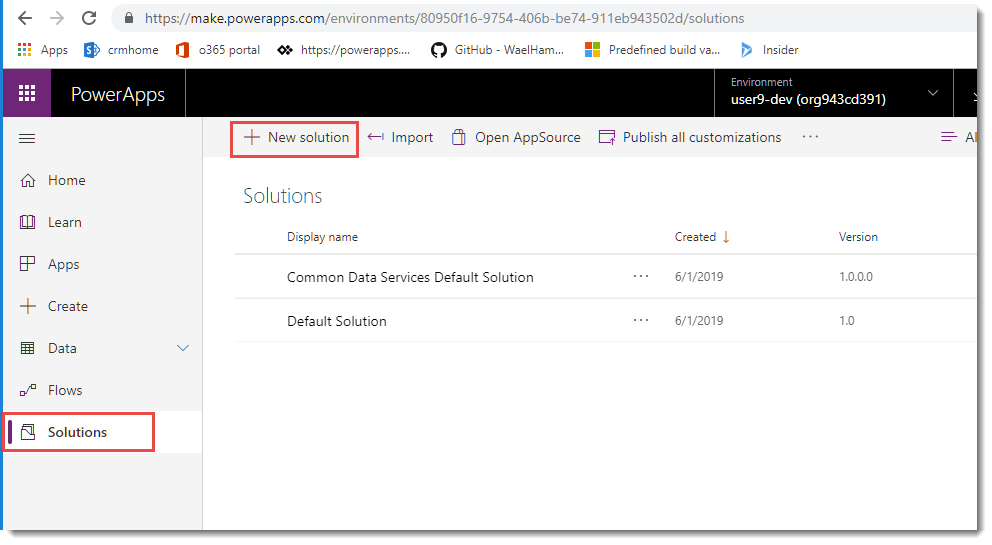 https://make.powerapps.com/environments/80950f16-9754-406b-be74-911eb943502d/solutions
Apps crmhome o365 portal https://powerapps.... GitHub - WaelHam... Predefined build va... Insider
PowerApps
Environment
user9-dev (org943cd391)
New solution Import Open AppSource Publish all customizations ... Al
Home
Learn
Apps
Create
Data
Flows
Solutions
Solutions
Display name Created ↓ Version
Common Data Services Default Solution ... 6/1/2019 1.0.0.0
Default Solution ... 6/1/2019 1.0